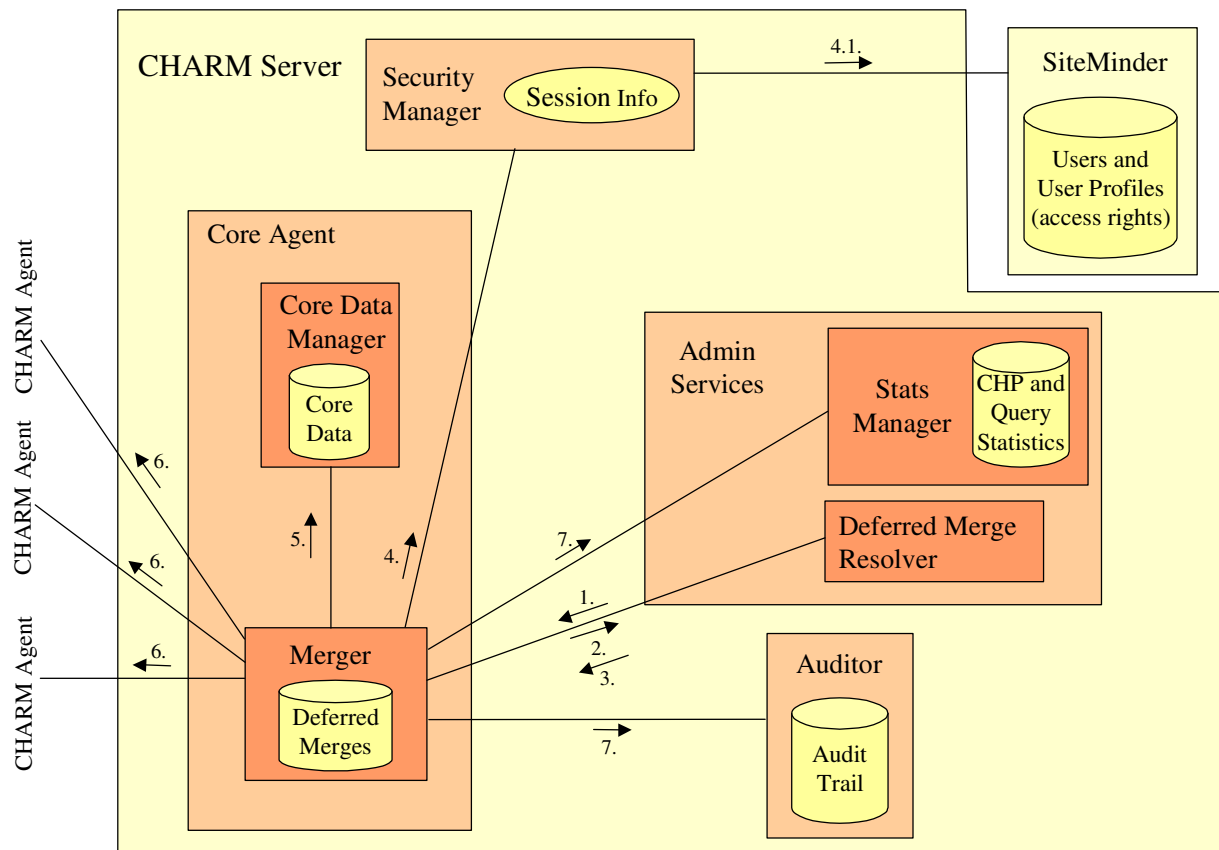 CHARM Server
Security
Manager
Session Info
4.1.
SiteMinder
Users and
User Profiles
(access rights)
Core Agent
Core Data
Manager
Core
Data
Admin
Services
Stats
Manager
CHP and
Query
Statistics
Deferred Merge
Resolver
CHARM Agent
CHARM Agent
CHARM Agent
6.
6.
6.
5.
4.
7.
1.
2.
3.
7.
Merger
Deferred
Merges
Auditor
Audit
Trail